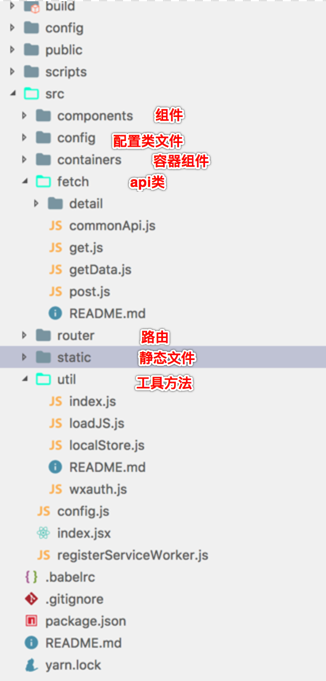 build
config
public
scripts
src
components 组件
config 配置类文件
containers 容器组件
fetch api类
detail
JS commonApi.js
JS get.js
JS getData.js
JS post.js
README.md
router 路由
static 静态文件
util 工具方法
JS index.js
JS loadJS.js
JS localStore.js
README.md
JS wxauth.js
JS config.js
index.jsx
JS registerServiceWorker.js
{ } .babelrc
.gitignore
package.json
README.md
yarn.lock